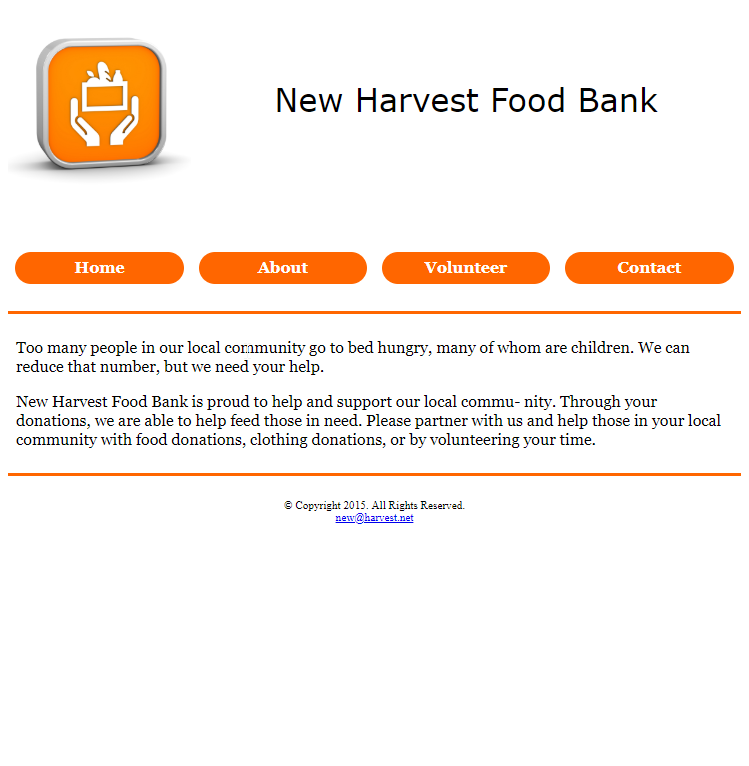 New Harvest Food Bank
Home About Volunteer Contact
Too many people in our local community go to bed hungry, many of whom are children. We can
reduce that number, but we need your help.
New Harvest Food Bank is proud to help and support our local commu- nity. Through your
donations, we are able to help feed those in need. Please partner with us and help those in your local
community with food donations, clothing donations, or by volunteering your time.
© Copyright 2015. All Rights Reserved.
new@harvest.net